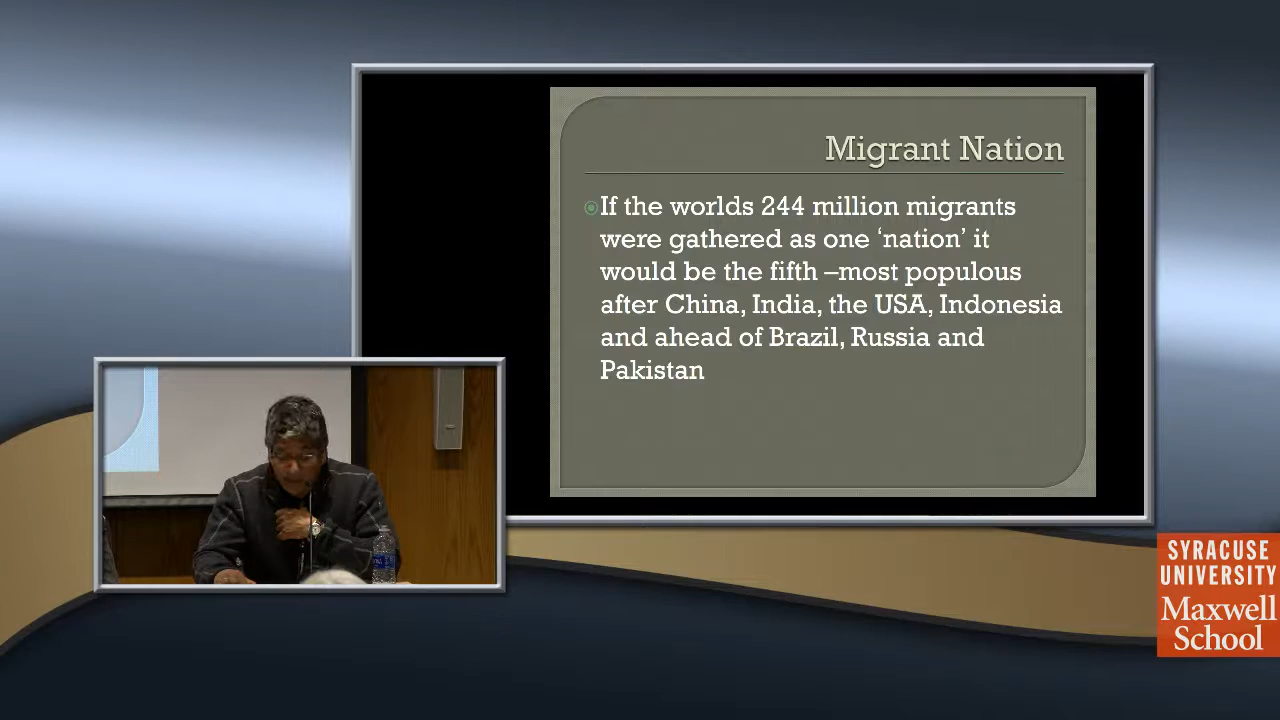 Migrant Nation
If the worlds 244 million migrants
were gathered as one ‘nation’ it
would be the fifth –most populous
after China, India, the USA, Indonesia
and ahead of Brazil, Russia and
Pakistan
SYRACUSE
UNIVERSITY
Maxwell
School